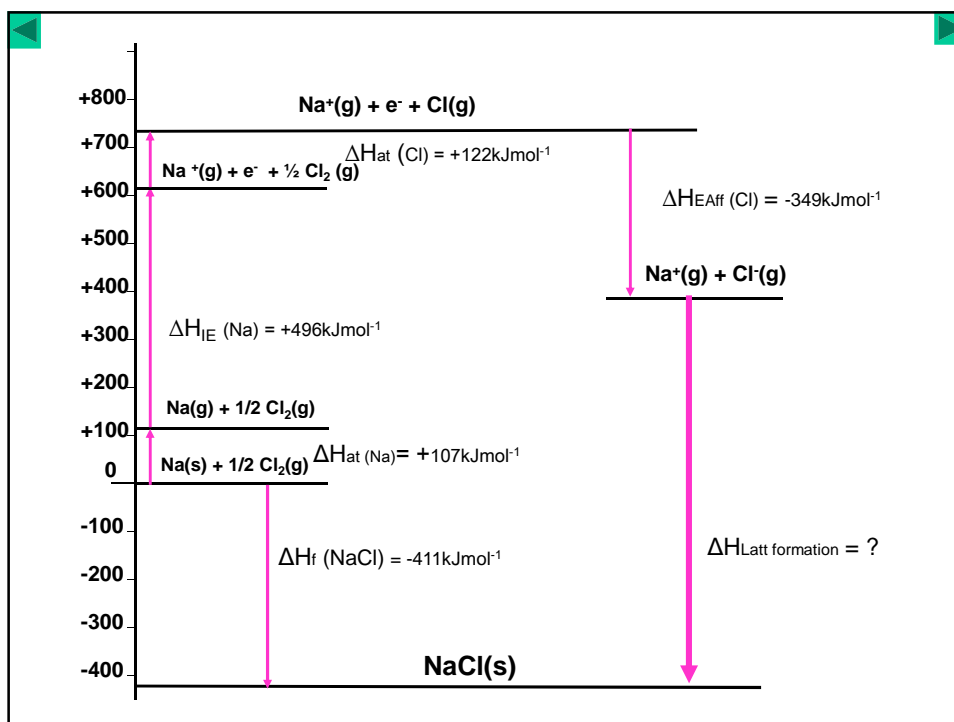 +800
Na⁺(g) + e⁻ + Cl(g)
+700
ΔHat (Cl) = +122kJmol⁻¹
Na ⁺(g) + e⁻ + ½ Cl₂ (g)
+600
ΔHEAff (Cl) = -349kJmol⁻¹
+500
Na⁺(g) + Cl⁻(g)
+400
ΔHIE (Na) = +496kJmol⁻¹
+300
+200
Na(g) + 1/2 Cl₂(g)
+100
Na(s) + 1/2 Cl₂(g)
ΔHat (Na)= +107kJmol⁻¹
0
-100
ΔHf (NaCl) = -411kJmol⁻¹
ΔHLatt formation = ?
-200
-300
NaCl(s)
-400